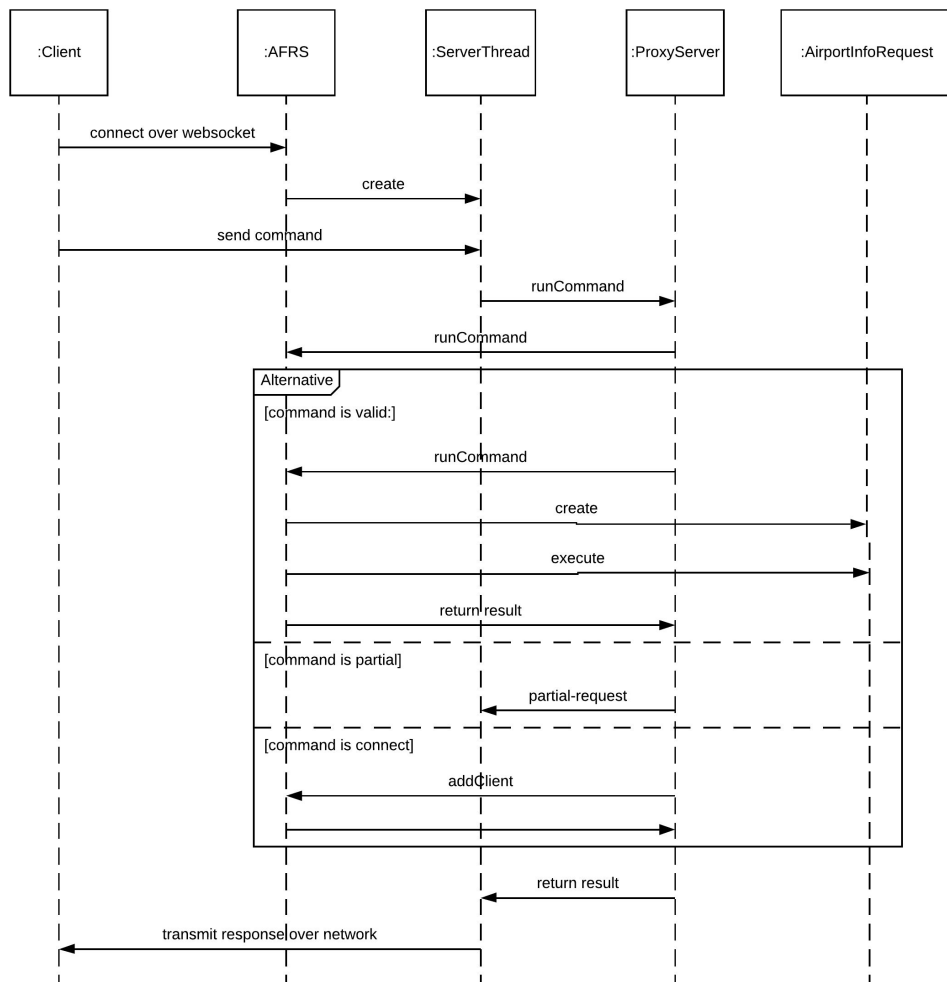 :Client
:AFRS
:ServerThread
:ProxyServer
:AirportInfoRequest
connect over websocket
create
send command
runCommand
runCommand
Alternative
[command is valid:]
runCommand
create
execute
return result
[command is partial]
partial-request
[command is connect]
addClient
return result
transmit response over network